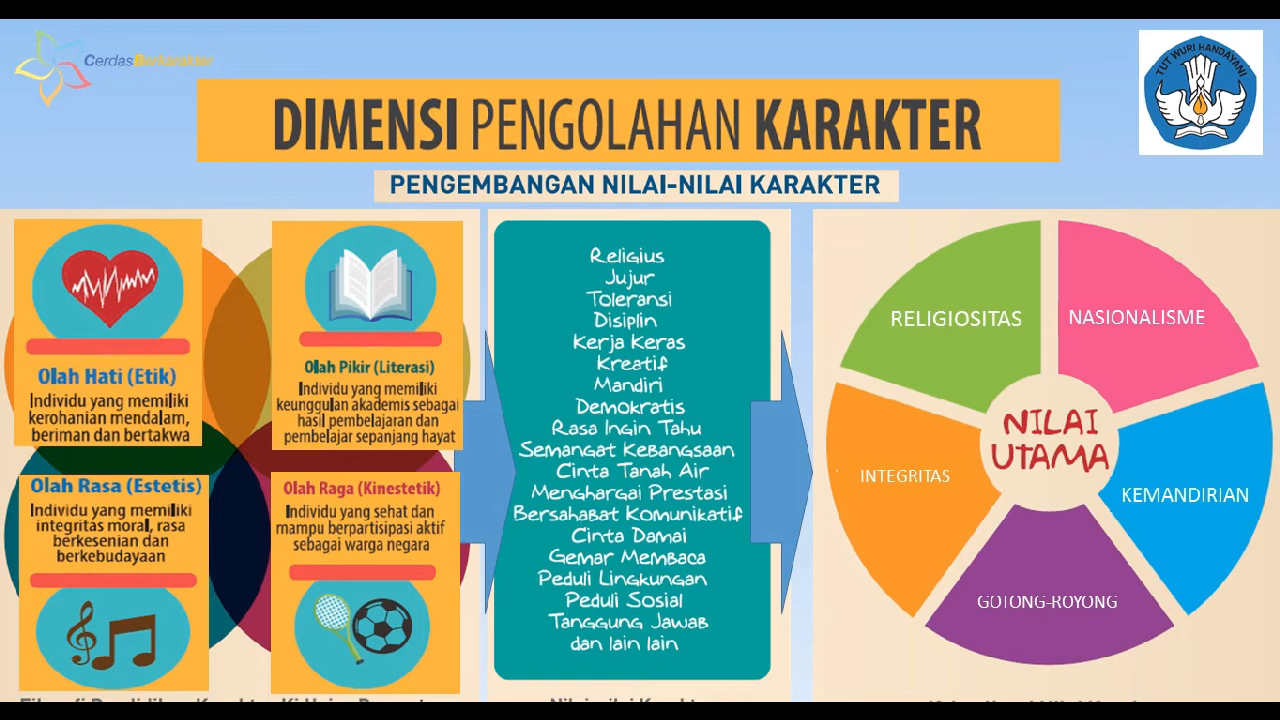 CerdasBerkarakter
TUT WURI HANDAYANI
DIMENSI PENGOLAHAN KARAKTER
PENGEMBANGAN NILAI-NILAI KARAKTER
Olah Hati (Etik)
Individu yang memiliki
kerohanian mendalam,
beriman dan bertakwa
Olah Pikir (Literasi)
Individu yang memiliki
keunggulan akademis sebagai
hasil pembelajaran dan
pembelajar sepanjang hayat
Olah Rasa (Estetis)
Individu yang memiliki
integritas moral, rasa
berkesenian dan
berkebudayaan
Olah Raga (Kinestetik)
Individu yang sehat dan
mampu berpartisipasi aktif
sebagai warga negara
Religius
Jujur
Toleransi
Disiplin
Kerja Keras
Kreatif
Mandiri
Demokratis
Rasa Ingin Tahu
Semangat Kebangsaan
Cinta Tanah Air
Menghargai Prestasi
Bersahabat Komunikatif
Cinta Damai
Gemar Membaca
Peduli Lingkungan
Peduli Sosial
Tanggung Jawab
dan lain lain
RELIGIOSITAS
NASIONALISME
INTEGRITAS
NILAI
UTAMA
KEMANDIRIAN
GOTONG-ROYONG